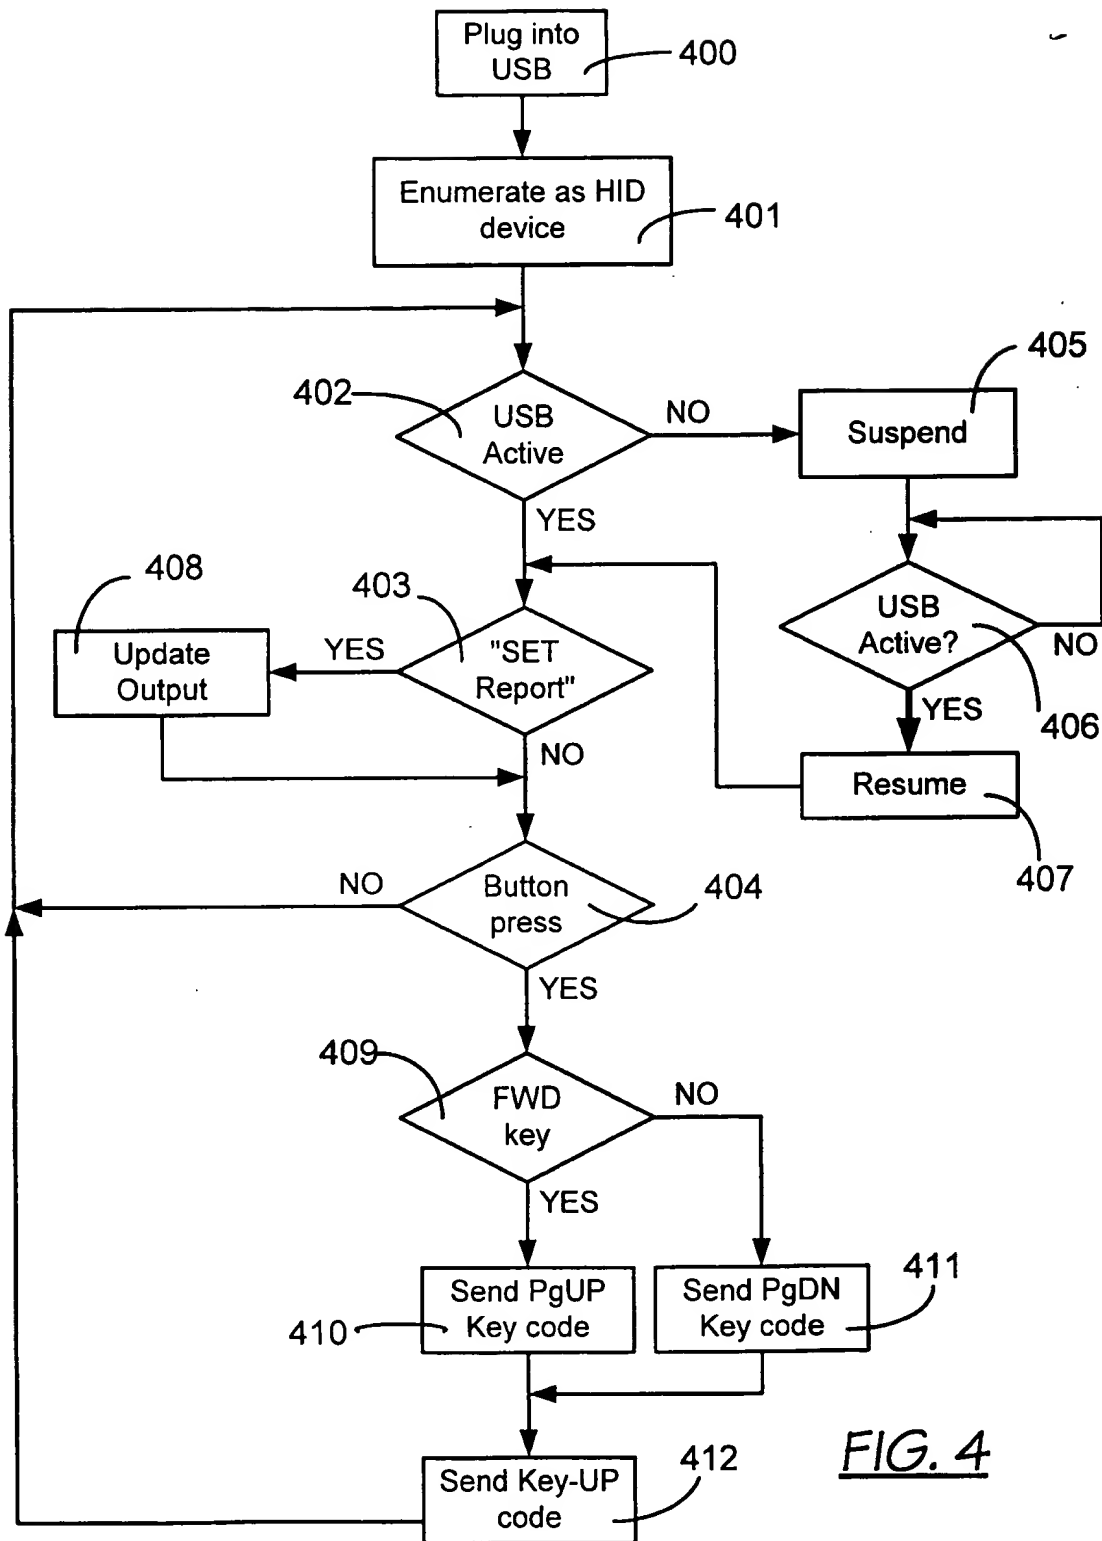 Plug into
USB
400
Enumerate as HID
device
401
405
402
USB
Active
NO
Suspend
YES
408
403
USB
Active?
NO
Update
Output
YES
"SET
Report"
YES
406
NO
Resume
407
NO
Button
press
404
YES
409
FWD
key
NO
YES
411
Send PgUP
Key code
410
Send PgDN
Key code
412
Send Key-UP
code
FIG. 4